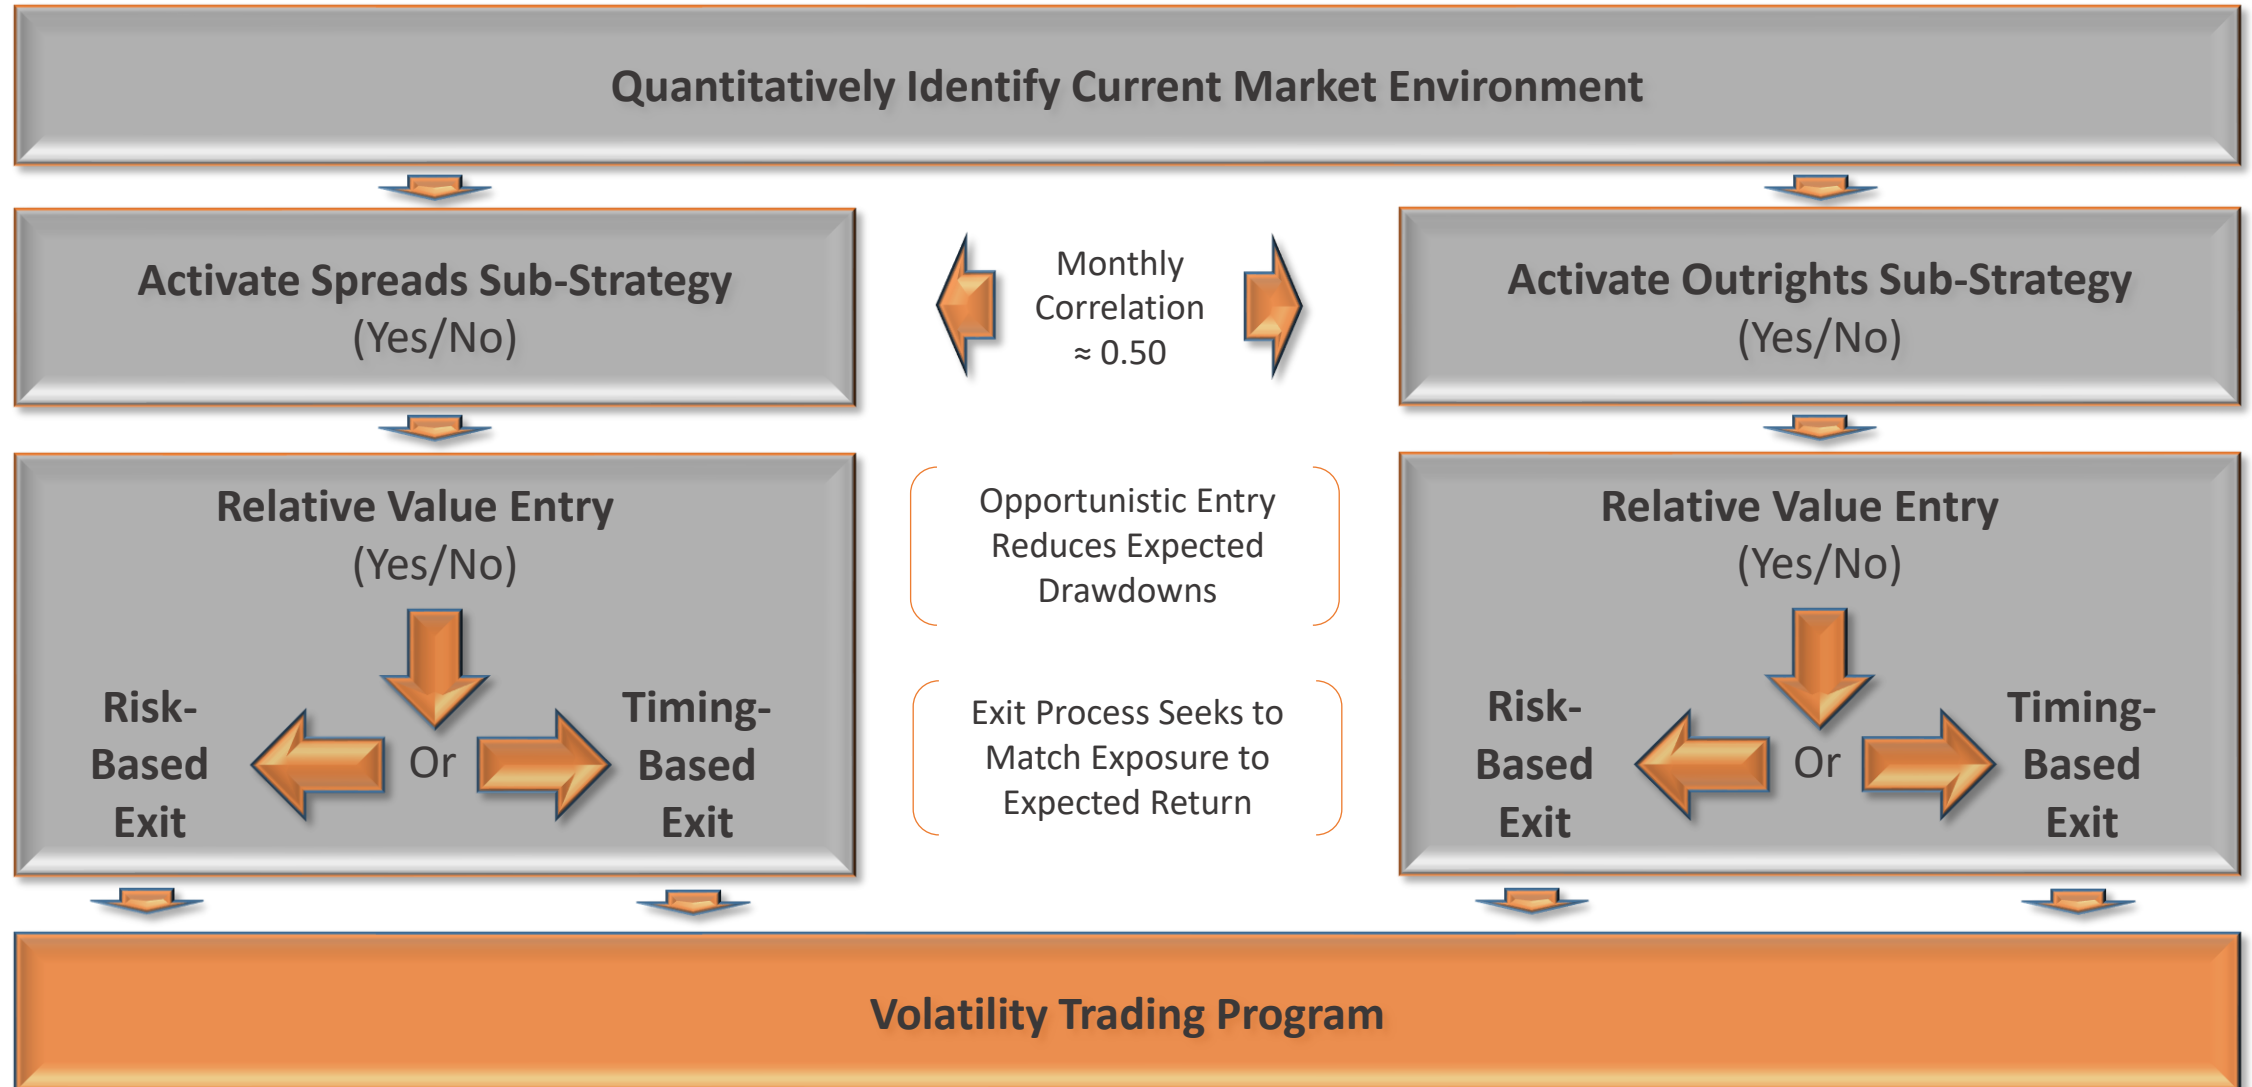 Quantitatively Identify Current Market Environment
Activate Spreads Sub-Strategy
(Yes/No)
Monthly
Correlation
≈ 0.50
Activate Outrights Sub-Strategy
(Yes/No)
Relative Value Entry
(Yes/No)
Risk-
Based
Exit
Or
Timing-
Based
Exit
Opportunistic Entry
Reduces Expected
Drawdowns
Exit Process Seeks to
Match Exposure to
Expected Return
Relative Value Entry
(Yes/No)
Risk-
Based
Exit
Or
Timing-
Based
Exit
Volatility Trading Program